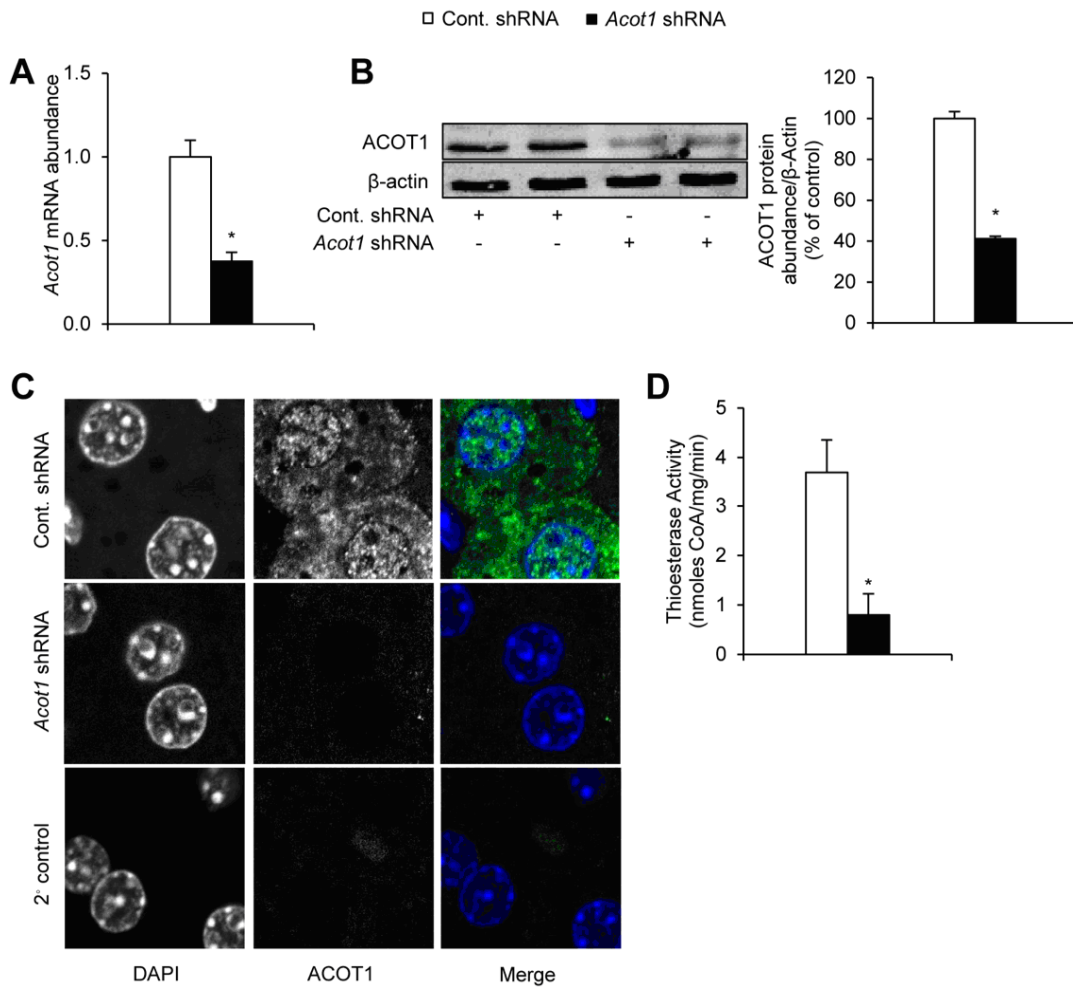 Cont. shRNA Acot1 shRNA
A
Acot1 mRNA abundance
1.5
1.0
0.5
0.0
*
B
ACOT1
β-actin
Cont. shRNA + + - -
Acot1 shRNA - - + +
ACOT1 protein
abundance/β-Actin
(% of control)
120
100
80
60
40
20
0
*
C
Cont. shRNA
Acot1 shRNA
2° control
DAPI ACOT1 Merge
D
Thioesterase Activity
(nmoles CoA/mg/min)
5
4
3
2
1
0
*